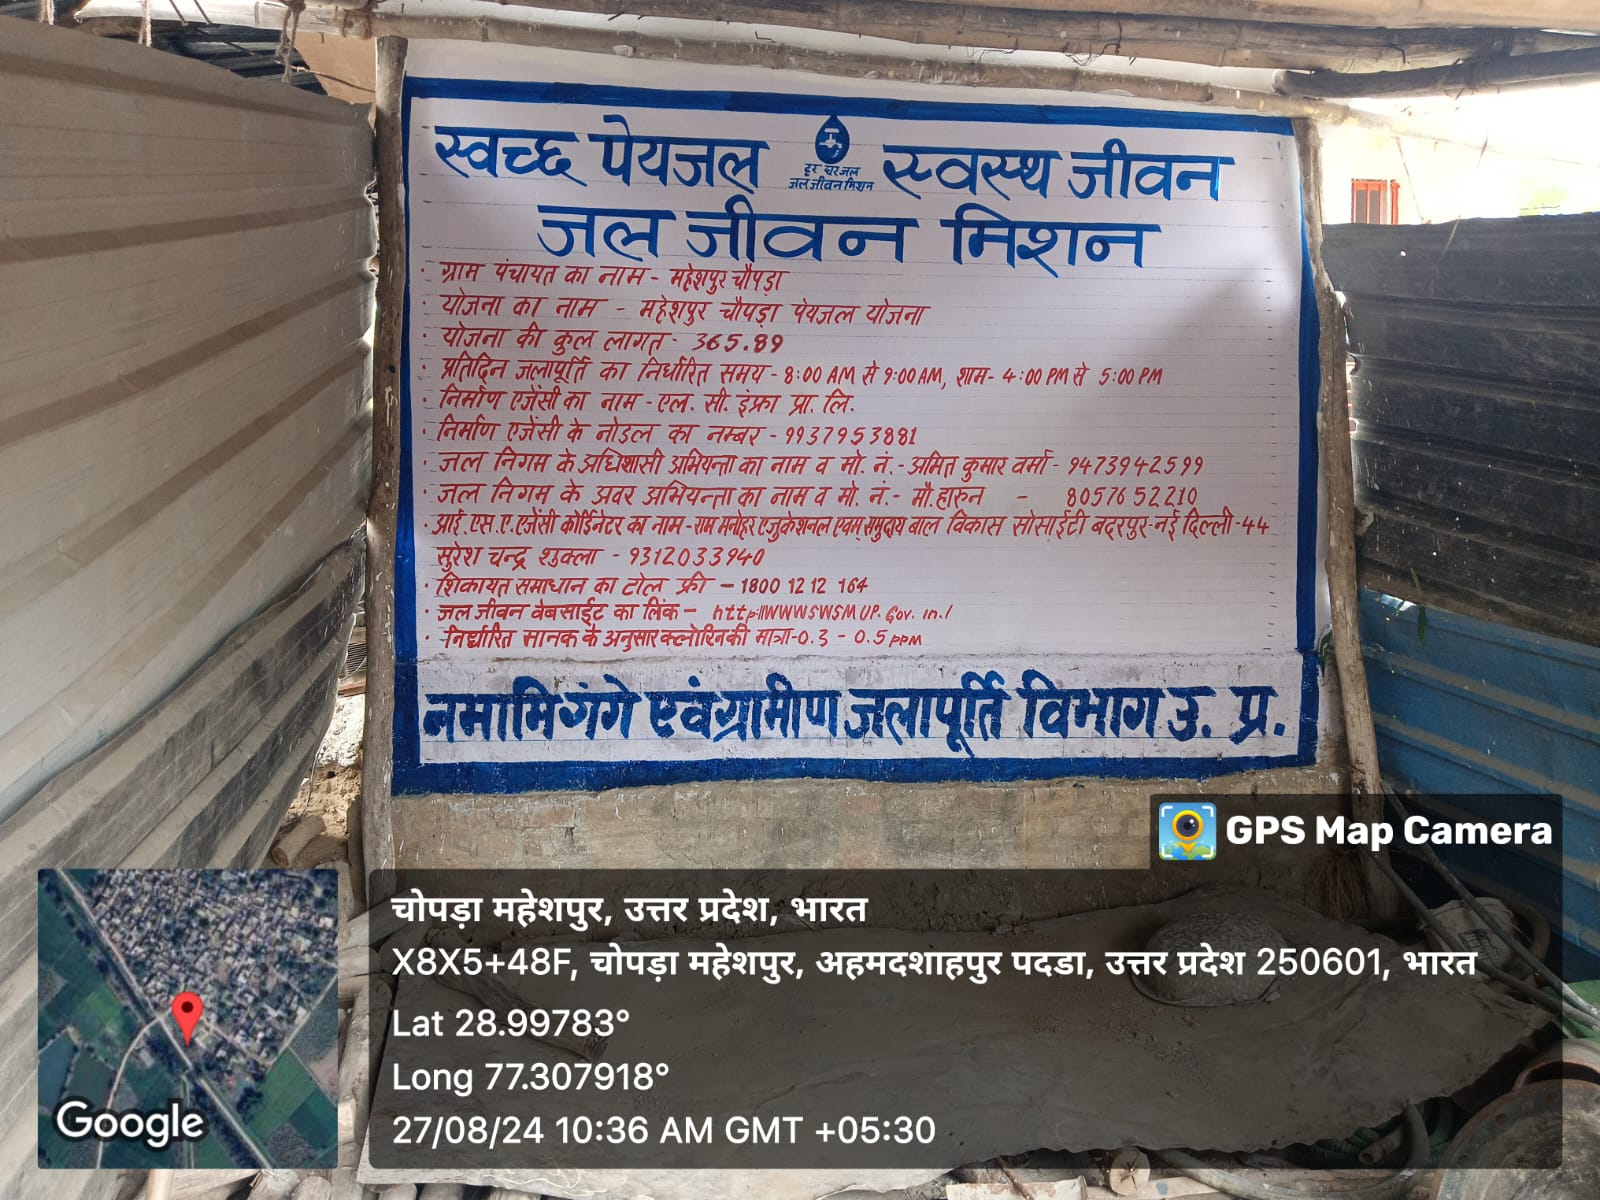 स्वच्छ पेयजल स्वस्थ जीवन
हर घर जल
जल जीवन मिशन
जल जीवन मिशन
· ग्राम पंचायत का नाम - महेशपुर चौपड़ा
· योजना का नाम - महेशपुर चौपड़ा पेयजल योजना
· योजना की कुल लागत - 365.89
· प्रतिदिन जलापूर्ति का निर्धारित समय - 8:00 AM से 9:00 AM, शाम - 4:00 PM से 5:00 PM
· निर्माण एजेंसी का नाम - एल. सी. इंफ्रा प्रा. लि.
· निर्माण एजेंसी के नोडल का नम्बर - 9937953881
· जल निगम के अधिशासी अभियन्ता का नाम व मो. नं. - अमित कुमार वर्मा - 9473942599
· जल निगम के अवर अभियन्ता का नाम व मो. नं. - मौ. हारुन - 8057652210
· आई. एस. ए. एजेंसी कोर्डिनेटर का नाम - राम मनोहर एजुकेशनल एवम् समुदाय बाल विकास सोसाईटी बदरपुर-नई दिल्ली-44
सुरेश चन्द्र शुक्ला - 9312033940
· शिकायत समाधान का टोल फ्री - 1800 12 12 164
· जल जीवन वेबसाईट का लिंक - http://WWWSWSMUP.Gov.in./
· निर्धारित मानक के अनुसार क्लोरिन की मात्रा - 0.3 - 0.5 ppm
नमामि गंगे एवं ग्रामीण जलापूर्ति विभाग उ. प्र.
GPS Map Camera
चोपड़ा महेशपुर, उत्तर प्रदेश, भारत
X8X5+48F, चोपड़ा महेशपुर, अहमदशाहपुर पदडा, उत्तर प्रदेश 250601, भारत
Lat 28.99783°
Long 77.307918°
27/08/24 10:36 AM GMT +05:30
Google